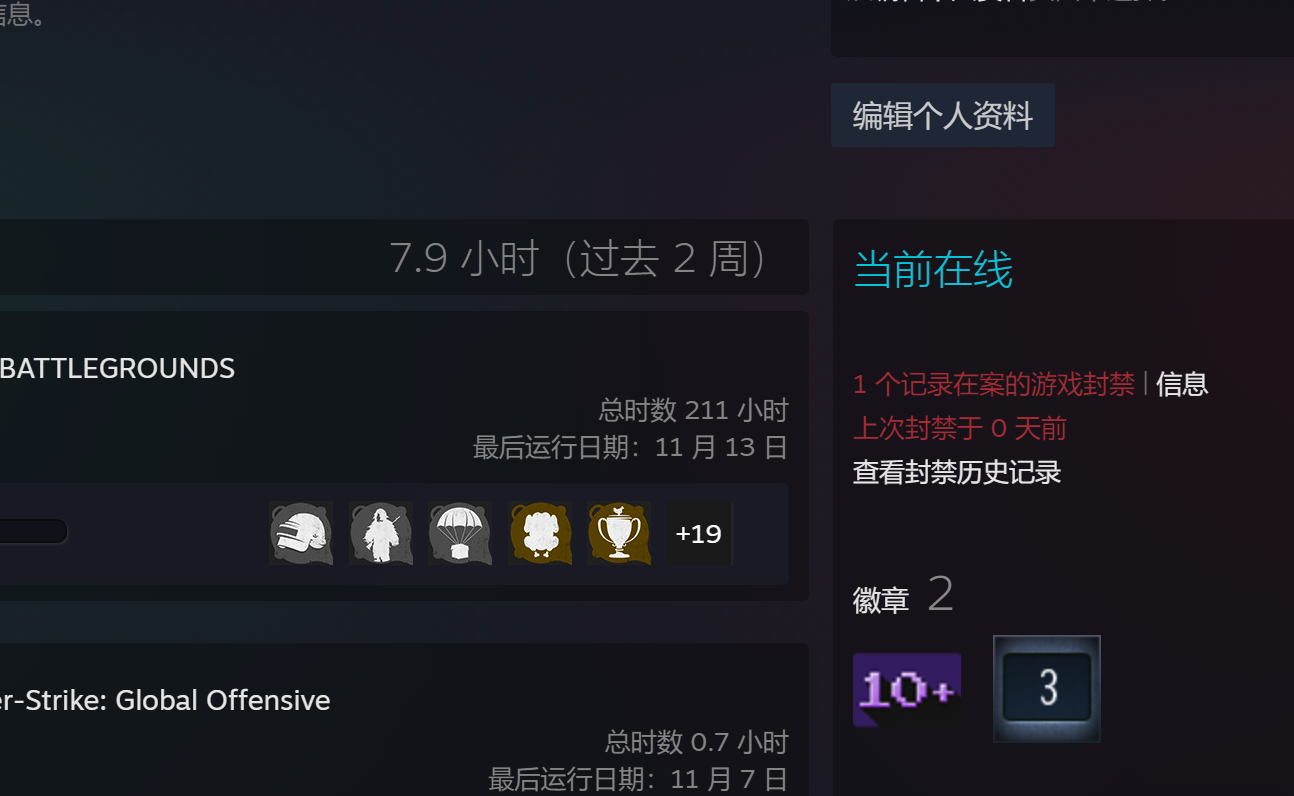 信息。
编辑个人资料
7.9 小时（过去 2 周）
BATTLEGROUNDS
总时数 211 小时
最后运行日期：11 月 13 日
+19
er-Strike: Global Offensive
总时数 0.7 小时
最后运行日期：11 月 7 日
当前在线
1 个记录在案的游戏封禁 | 信息
上次封禁于 0 天前
查看封禁历史记录
徽章 2
10+
3